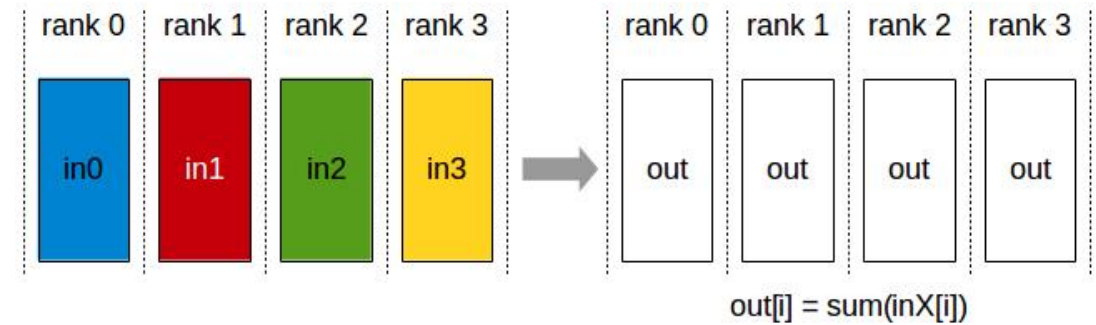 rank 0 rank 1 rank 2 rank 3 rank 0 rank 1 rank 2 rank 3
in0 in1 in2 in3 out out out out
out[i] = sum(inX[i])